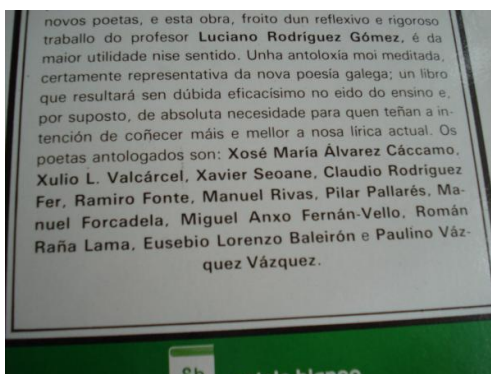 novos poetas, e esta obra, froito dun reflexivo e rigoroso
traballo do profesor Luciano Rodríguez Gómez, é da
maior utilidade nise sentido. Unha antoloxía moi meditada,
certamente representativa da nova poesía galega; un libro
que resultará sen dúbida eficacísimo no eido do ensino e,
por suposto, de absoluta necesidade para quen teñan a in-
tención de coñecer máis e mellor a nosa lírica actual. Os
poetas antologados son: Xosé María Álvarez Cáccamo,
Xulio L. Valcárcel, Xavier Seoane, Claudio Rodríguez
Fer, Ramiro Fonte, Manuel Rivas, Pilar Pallarés, Ma-
nuel Forcadela, Miguel Anxo Fernán-Vello, Román
Raña Lama, Eusebio Lorenzo Baleirón e Paulino Váz-
quez Vázquez.